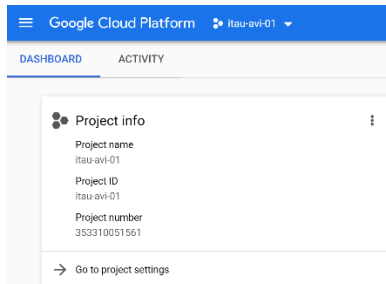 Google Cloud Platform itau-avi-01
DASHBOARD ACTIVITY
Project info
Project name
itau-avi-01
Project ID
itau-avi-01
Project number
353310051561
Go to project settings